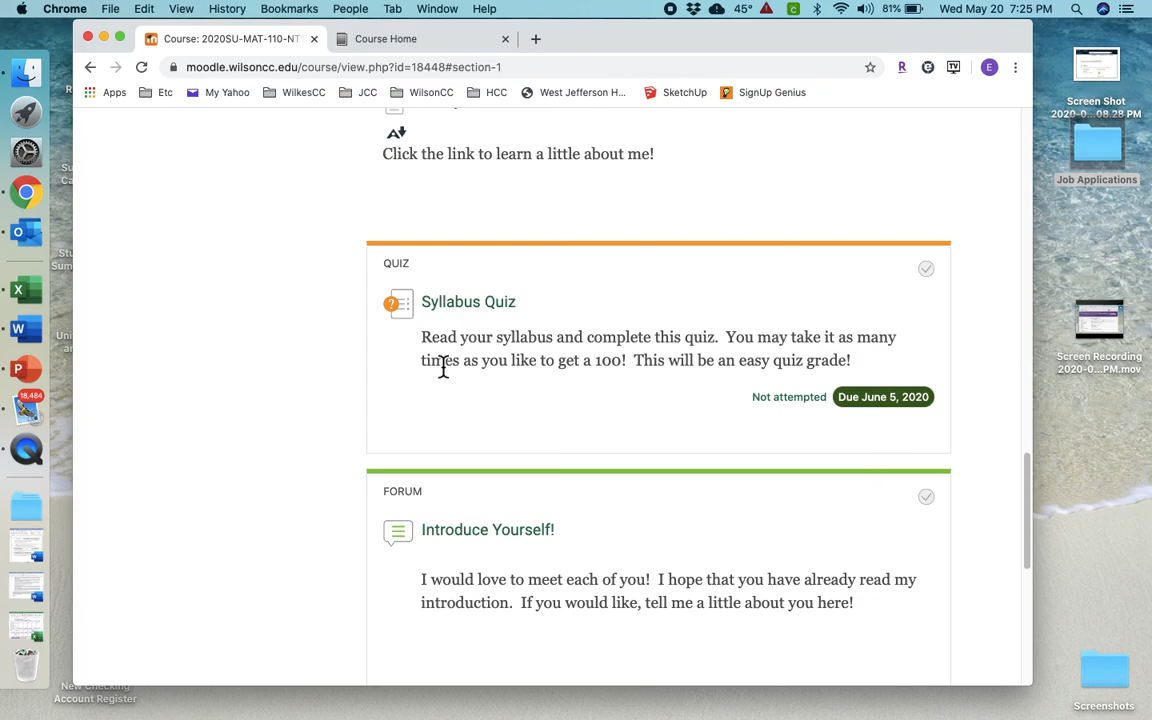 Chrome File Edit View History Bookmarks People Tab Window Help 45° 81% Wed May 20 7:25 PM
Course: 2020SU-MAT-110-NT Course Home
moodle.wilsoncc.edu/course/view.php?id=18448#section-1
Apps Etc My Yahoo WilkesCC JCC WilsonCC HCC West Jefferson H... SketchUp SignUp Genius
Click the link to learn a little about me!
QUIZ
Syllabus Quiz
Read your syllabus and complete this quiz. You may take it as many
times as you like to get a 100! This will be an easy quiz grade!
Not attempted Due June 5, 2020
FORUM
Introduce Yourself!
I would love to meet each of you! I hope that you have already read my
introduction. If you would like, tell me a little about you here!
18,484
Screen Shot
2020-0...08.28 PM
Job Applications
Screen Recording
2020-0...PM.mov
Screenshots
New Checking
Account Register